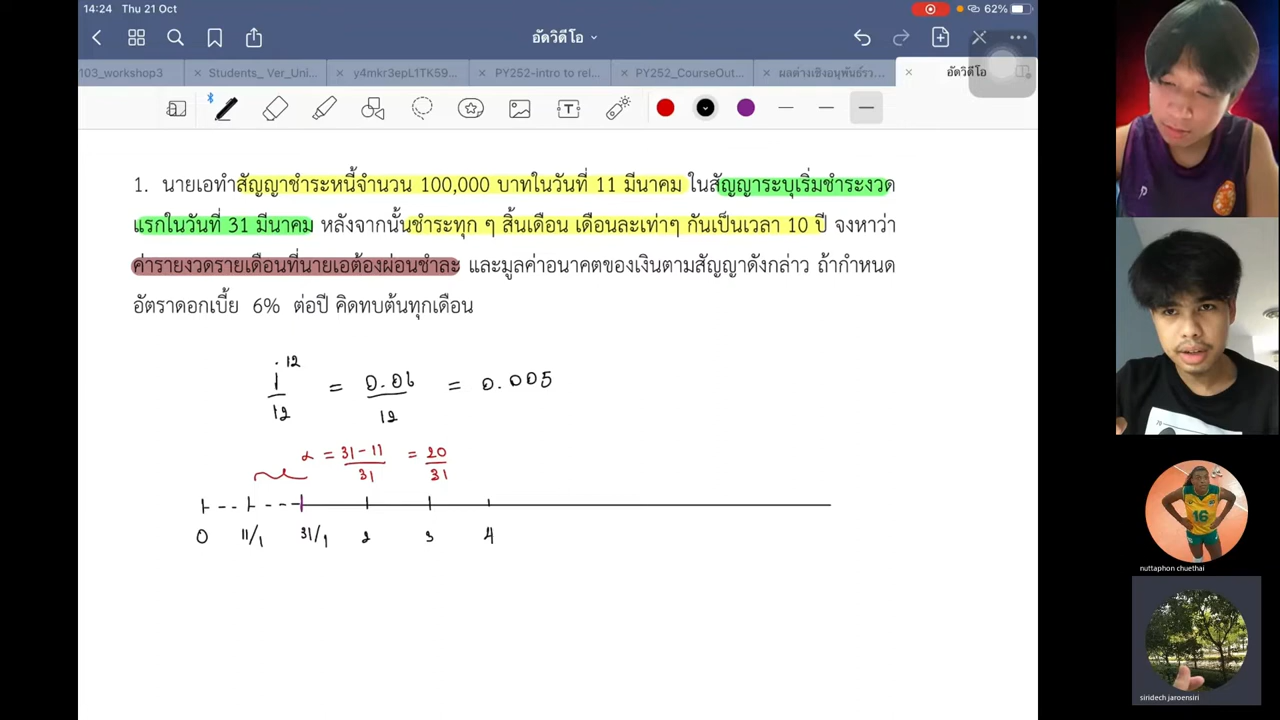 14:24 Thu 21 Oct
62%
อัดวิดีโอ
103_workshop3
Students_ Ver_Uni...
y4mkr3epL1TK59...
PY252-intro to rel...
PY252_CourseOut...
ผลต่างเชิงอนุพันธ์รว...
อัดวิดีโอ
1. นายเอทำสัญญาชำระหนี้จำนวน 100,000 บาทในวันที่ 11 มีนาคม ในสัญญาระบุเริ่มชำระงวด
แรกในวันที่ 31 มีนาคม หลังจากนั้นชำระทุก ๆ สิ้นเดือน เดือนละเท่าๆ กันเป็นเวลา 10 ปี จงหาว่า
ค่ารายงวดรายเดือนที่นายเอต้องผ่อนชำละ และมูลค่าอนาคตของเงินตามสัญญาดังกล่าว ถ้ากำหนด
อัตราดอกเบี้ย 6% ต่อปี คิดทบต้นทุกเดือน
i^12/12 = 0.06/12 = 0.005
α = 31-11/31 = 20/31
0 11/1 31/1 2 3 4
70
16
nuttaphon chuethai
siridech jaroensiri